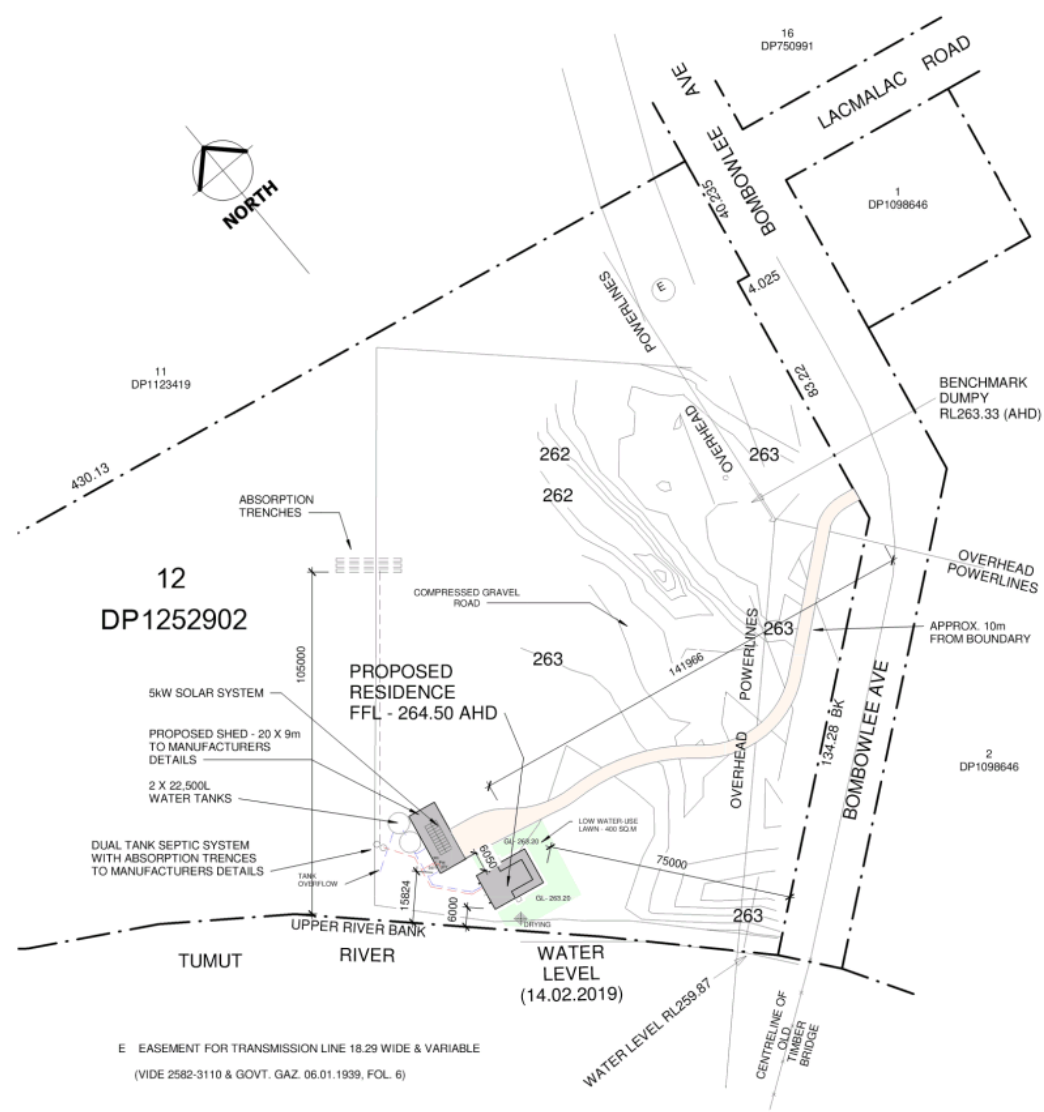 16
DP750991
LACMALAC ROAD
BOMBOWLEE AVE
40.235
1
DP1098646
NORTH
4.025
E
POWERLINES
OVERHEAD
83.22
11
DP1123419
BENCHMARK
DUMPY
RL263.33 (AHD)
262
263
430.13
262
ABSORPTION
TRENCHES
OVERHEAD
POWERLINES
12
DP1252902
COMPRESSED GRAVEL
ROAD
263
APPROX. 10m
FROM BOUNDARY
263
141966
POWERLINES
OVERHEAD
105000
PROPOSED
RESIDENCE
FFL - 264.50 AHD
5kW SOLAR SYSTEM
134.28 BK
BOMBOWLEE AVE
PROPOSED SHED - 20 X 9m
TO MANUFACTURERS
DETAILS
2
DP1098646
2 X 22,500L
WATER TANKS
LOW WATER-USE
LAWN - 400 SQ.M
GL- 263.20
DUAL TANK SEPTIC SYSTEM
WITH ABSORPTION TRENCES
TO MANUFACTURERS DETAILS
6050
75000
TANK
OVERFLOW
15824
6000
GL- 263.20
DRYING
263
UPPER RIVER BANK
TUMUT
RIVER
WATER
LEVEL
(14.02.2019)
WATER LEVEL RL259.87
CENTRELINE OF
OLD
TIMBER
BRIDGE
E EASEMENT FOR TRANSMISSION LINE 18.29 WIDE & VARIABLE
(VIDE 2582-3110 & GOVT. GAZ. 06.01.1939, FOL. 6)